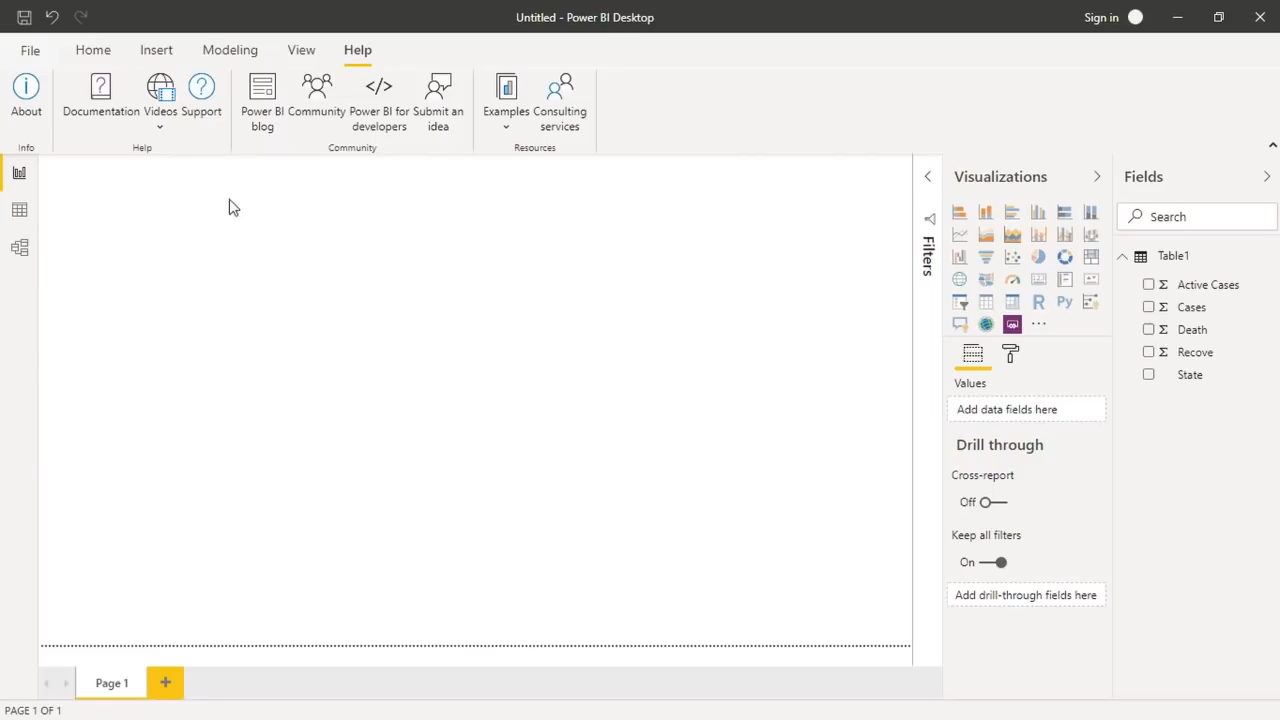 Untitled - Power BI Desktop
Sign in
File
Home
Insert
Modeling
View
Help
About
Documentation
Videos
Support
Power BI
blog
Community
Power BI for
developers
Submit an
idea
Examples
Consulting
services
Info
Help
Community
Resources
Filters
Visualizations
R
Py
Values
Add data fields here
Drill through
Cross-report
Off
Keep all filters
On
Add drill-through fields here
Fields
Search
Table1
Σ Active Cases
Σ Cases
Σ Death
Σ Recove
State
Page 1
PAGE 1 OF 1